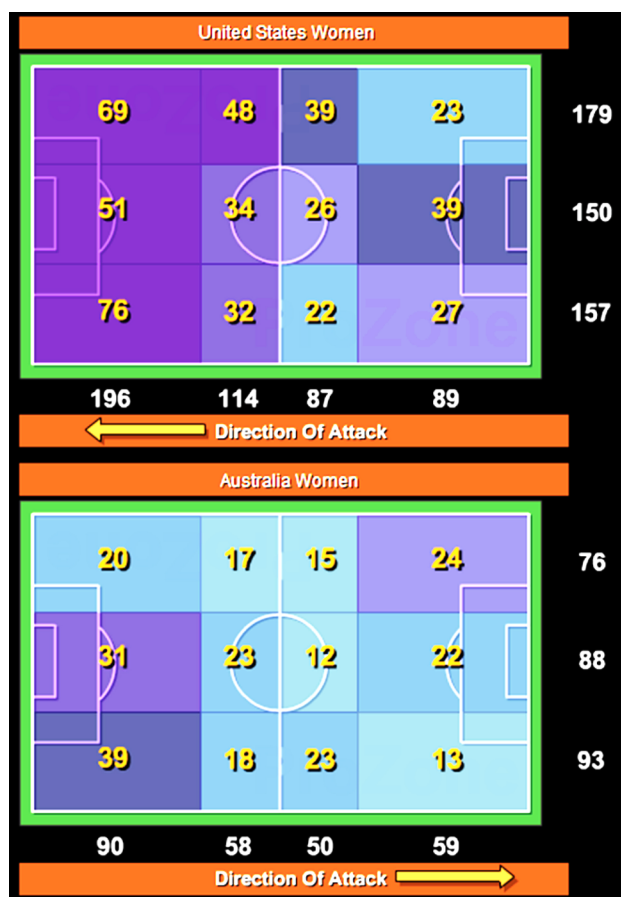 United States Women
69 48 39 23 179
51 34 26 39 150
76 32 22 27 157
196 114 87 89
Direction Of Attack
Australia Women
20 17 15 24 76
31 23 12 22 88
39 18 23 13 93
90 58 50 59
Direction Of Attack